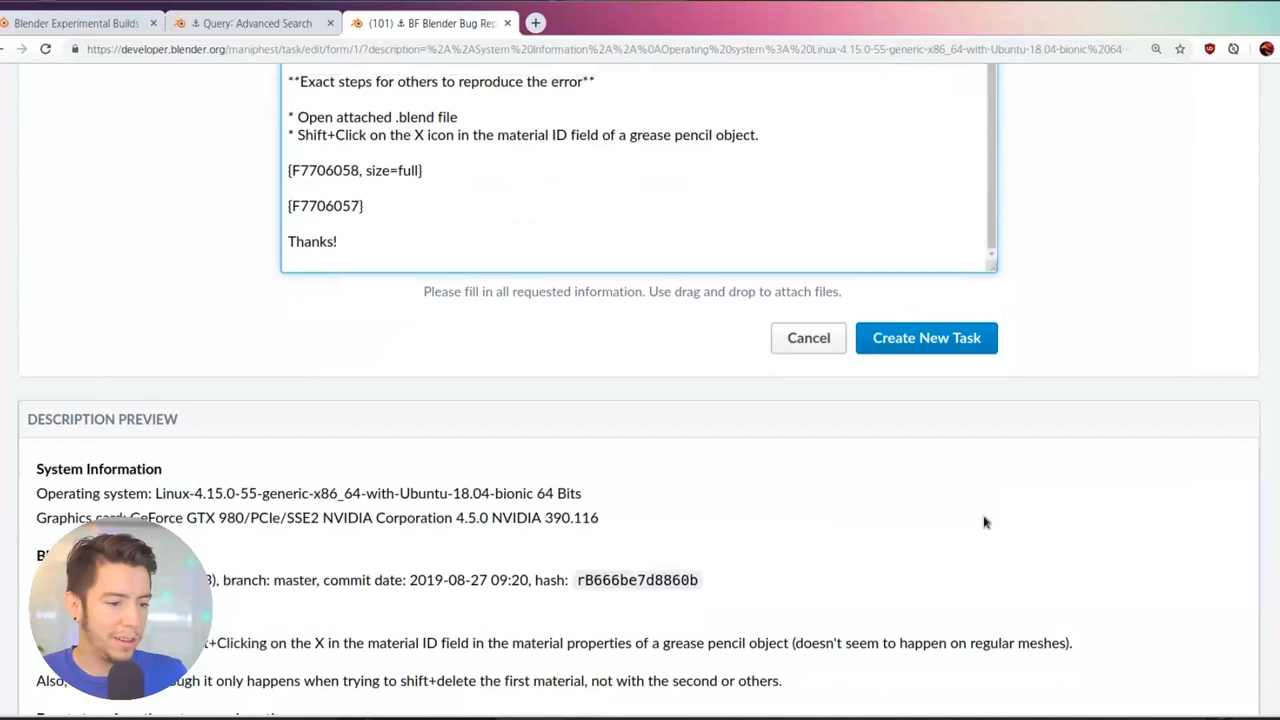 Blender Experimental Builds
Query: Advanced Search
(101) ⚓ BF Blender Bug Rep
https://developer.blender.org/maniphest/task/edit/form/1/?description=%2A%2ASystem%20Information%2A%2A%0AOperating%20system%3A%20Linux-4.15.0-55-generic-x86_64-with-Ubuntu-18.04-bionic%2064...
**Exact steps for others to reproduce the error**
* Open attached .blend file
* Shift+Click on the X icon in the material ID field of a grease pencil object.
{F7706058, size=full}
{F7706057}
Thanks!
Please fill in all requested information. Use drag and drop to attach files.
Cancel
Create New Task
DESCRIPTION PREVIEW
System Information
Operating system: Linux-4.15.0-55-generic-x86_64-with-Ubuntu-18.04-bionic 64 Bits
Graphics card: GeForce GTX 980/PCIe/SSE2 NVIDIA Corporation 4.5.0 NVIDIA 390.116
branch: master, commit date: 2019-08-27 09:20, hash: rB666be7d8860b
t+Clicking on the X in the material ID field in the material properties of a grease pencil object (doesn't seem to happen on regular meshes).
Also, it only happens when trying to shift+delete the first material, not with the second or others.